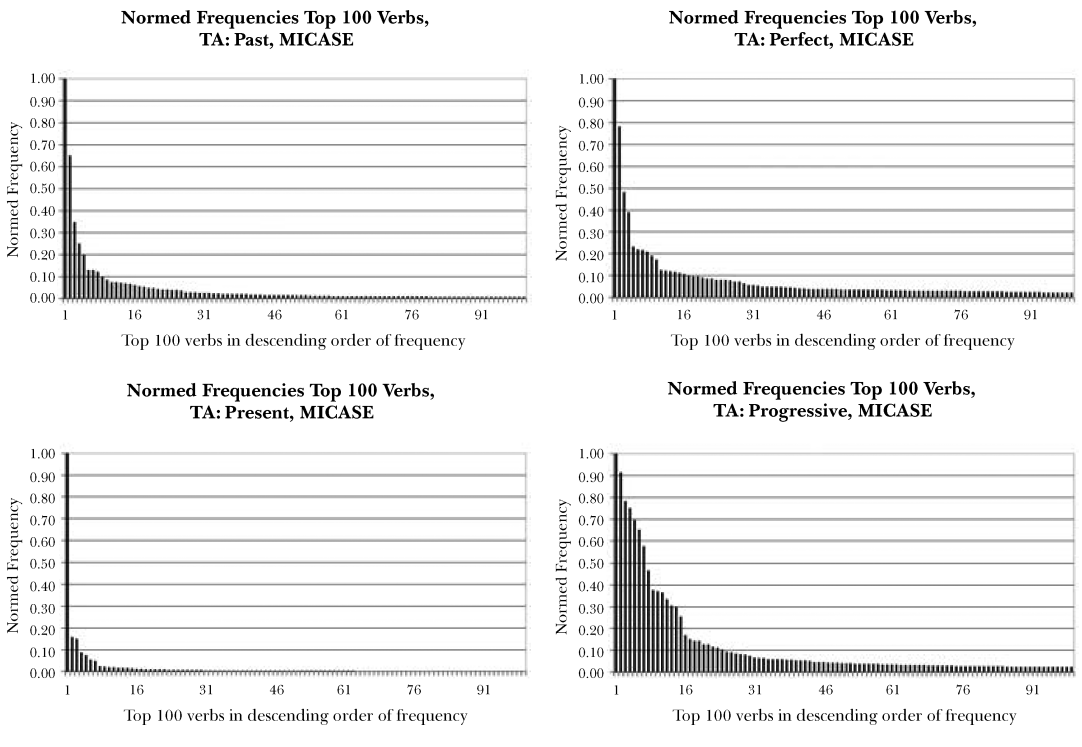 Normed Frequencies Top 100 Verbs,
TA: Past, MICASE
Normed Frequency
1.00
0.90
0.80
0.70
0.60
0.50
0.40
0.30
0.20
0.10
0.00
1 16 31 46 61 76 91
Top 100 verbs in descending order of frequency
Normed Frequencies Top 100 Verbs,
TA: Perfect, MICASE
Normed Frequency
1.00
0.90
0.80
0.70
0.60
0.50
0.40
0.30
0.20
0.10
0.00
1 16 31 46 61 76 91
Top 100 verbs in descending order of frequency
Normed Frequencies Top 100 Verbs,
TA: Present, MICASE
Normed Frequency
1.00
0.90
0.80
0.70
0.60
0.50
0.40
0.30
0.20
0.10
0.00
1 16 31 46 61 76 91
Top 100 verbs in descending order of frequency
Normed Frequencies Top 100 Verbs,
TA: Progressive, MICASE
Normed Frequency
1.00
0.90
0.80
0.70
0.60
0.50
0.40
0.30
0.20
0.10
0.00
1 16 31 46 61 76 91
Top 100 verbs in descending order of frequency